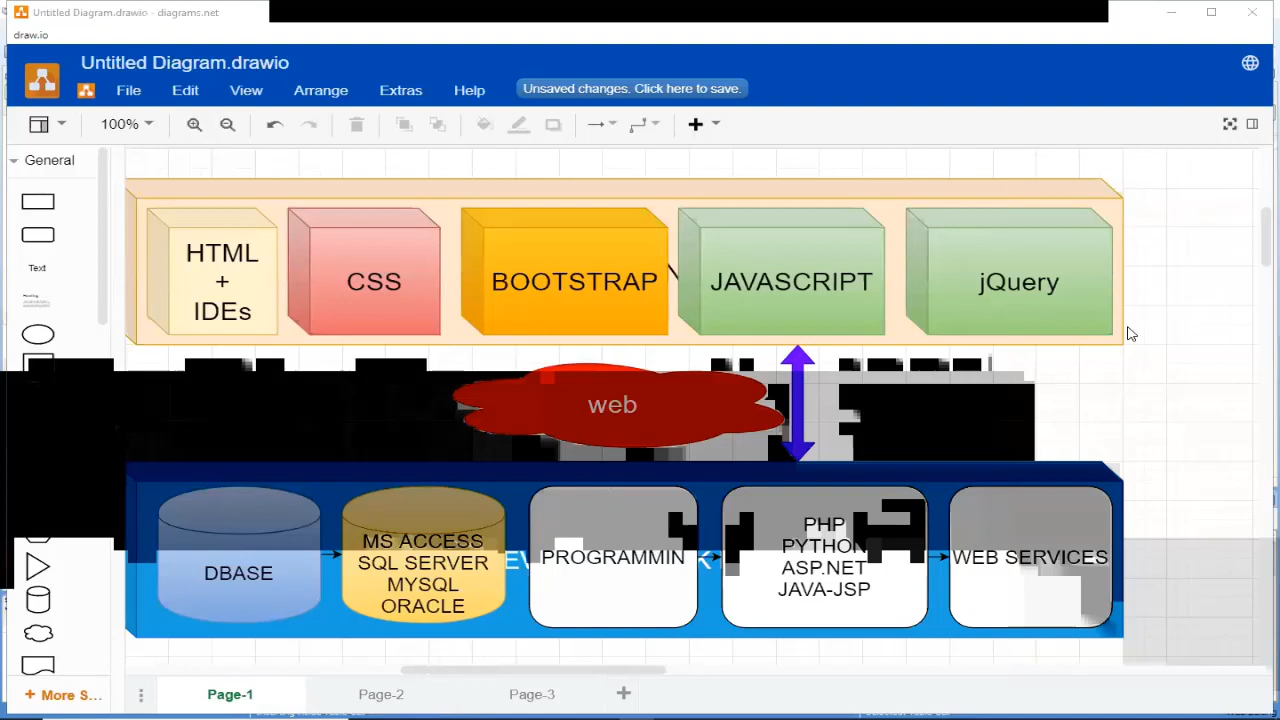 Untitled Diagram.drawio - diagrams.net
draw.io
Untitled Diagram.drawio
File Edit View Arrange Extras Help Unsaved changes. Click here to save.
100%
General
Text
Heading
HTML
+
IDEs
CSS
BOOTSTRAP
JAVASCRIPT
jQuery
web
DBASE
MS ACCESS
SQL SERVER
MYSQL
ORACLE
PROGRAMMIN
PHP
PYTHON
ASP.NET
JAVA-JSP
WEB SERVICES
+ More S...
Page-1 Page-2 Page-3